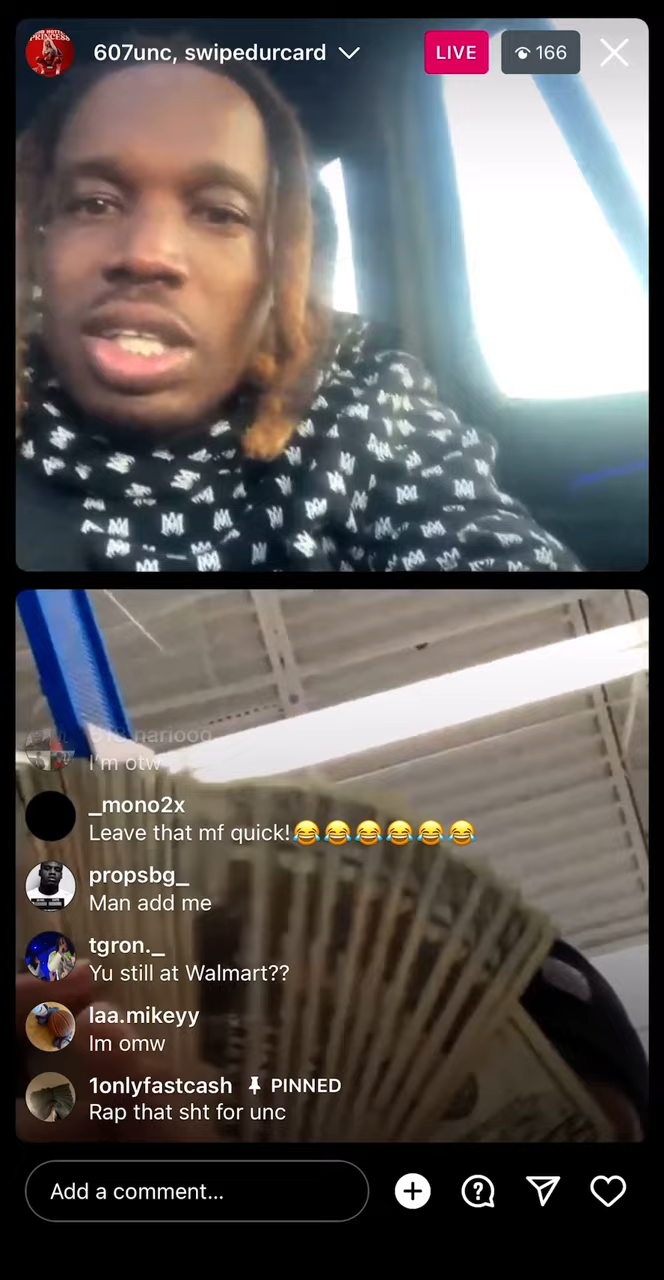 607unc, swipedurcard
LIVE
166
I'm otw
_mono2x
Leave that mf quick!😂😂😂😂😂😂
propsbg_
Man add me
tgron._
Yu still at Walmart??
laa.mikeyy
Im omw
1onlyfastcash PINNED
Rap that sht for unc
Add a comment...